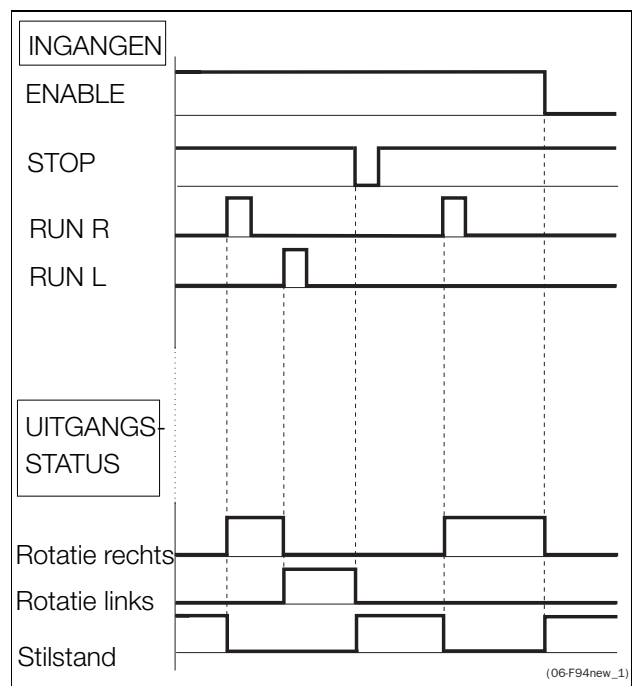 INGANGEN
ENABLE
STOP
RUN R
RUN L
UITGANGS-
STATUS
Rotatie rechts
Rotatie links
Stilstand
(06-F94new_1)